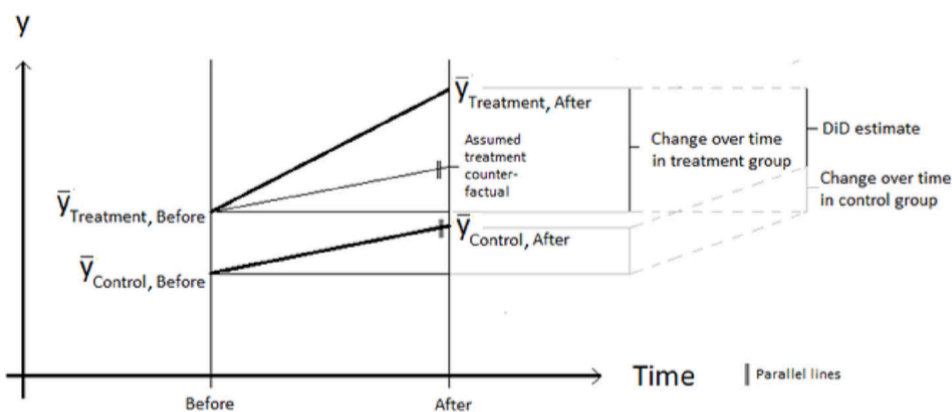 y
ȳTreatment, After
Assumed
treatment
counter-
factual
Change over time
in treatment group
DiD estimate
Change over time
in control group
ȳTreatment, Before
ȳControl, After
ȳControl, Before
Time
Parallel lines
Before
After